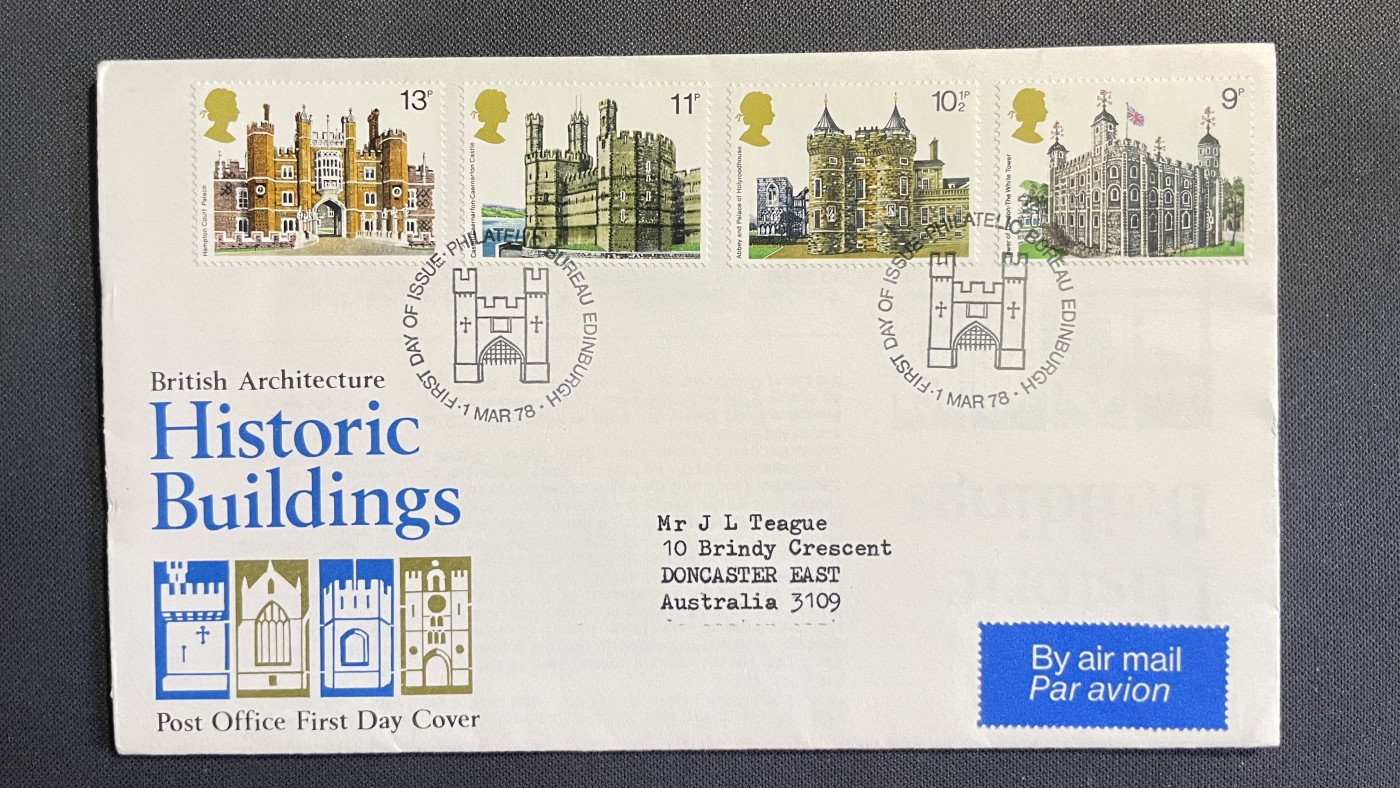 13P
Hampton Court Palace
11P
Caernarfon Castle
10½P
Abbey and Palace of Holyroodhouse
9P
The White Tower
FIRST DAY OF ISSUE·PHILATELIC BUREAU EDINBURGH
·1 MAR 78·
FIRST DAY OF ISSUE·PHILATELIC BUREAU EDINBURGH
·1 MAR 78·
British Architecture
Historic
Buildings
Post Office First Day Cover
Mr J L Teague
10 Brindy Crescent
DONCASTER EAST
Australia 3109
By air mail
Par avion